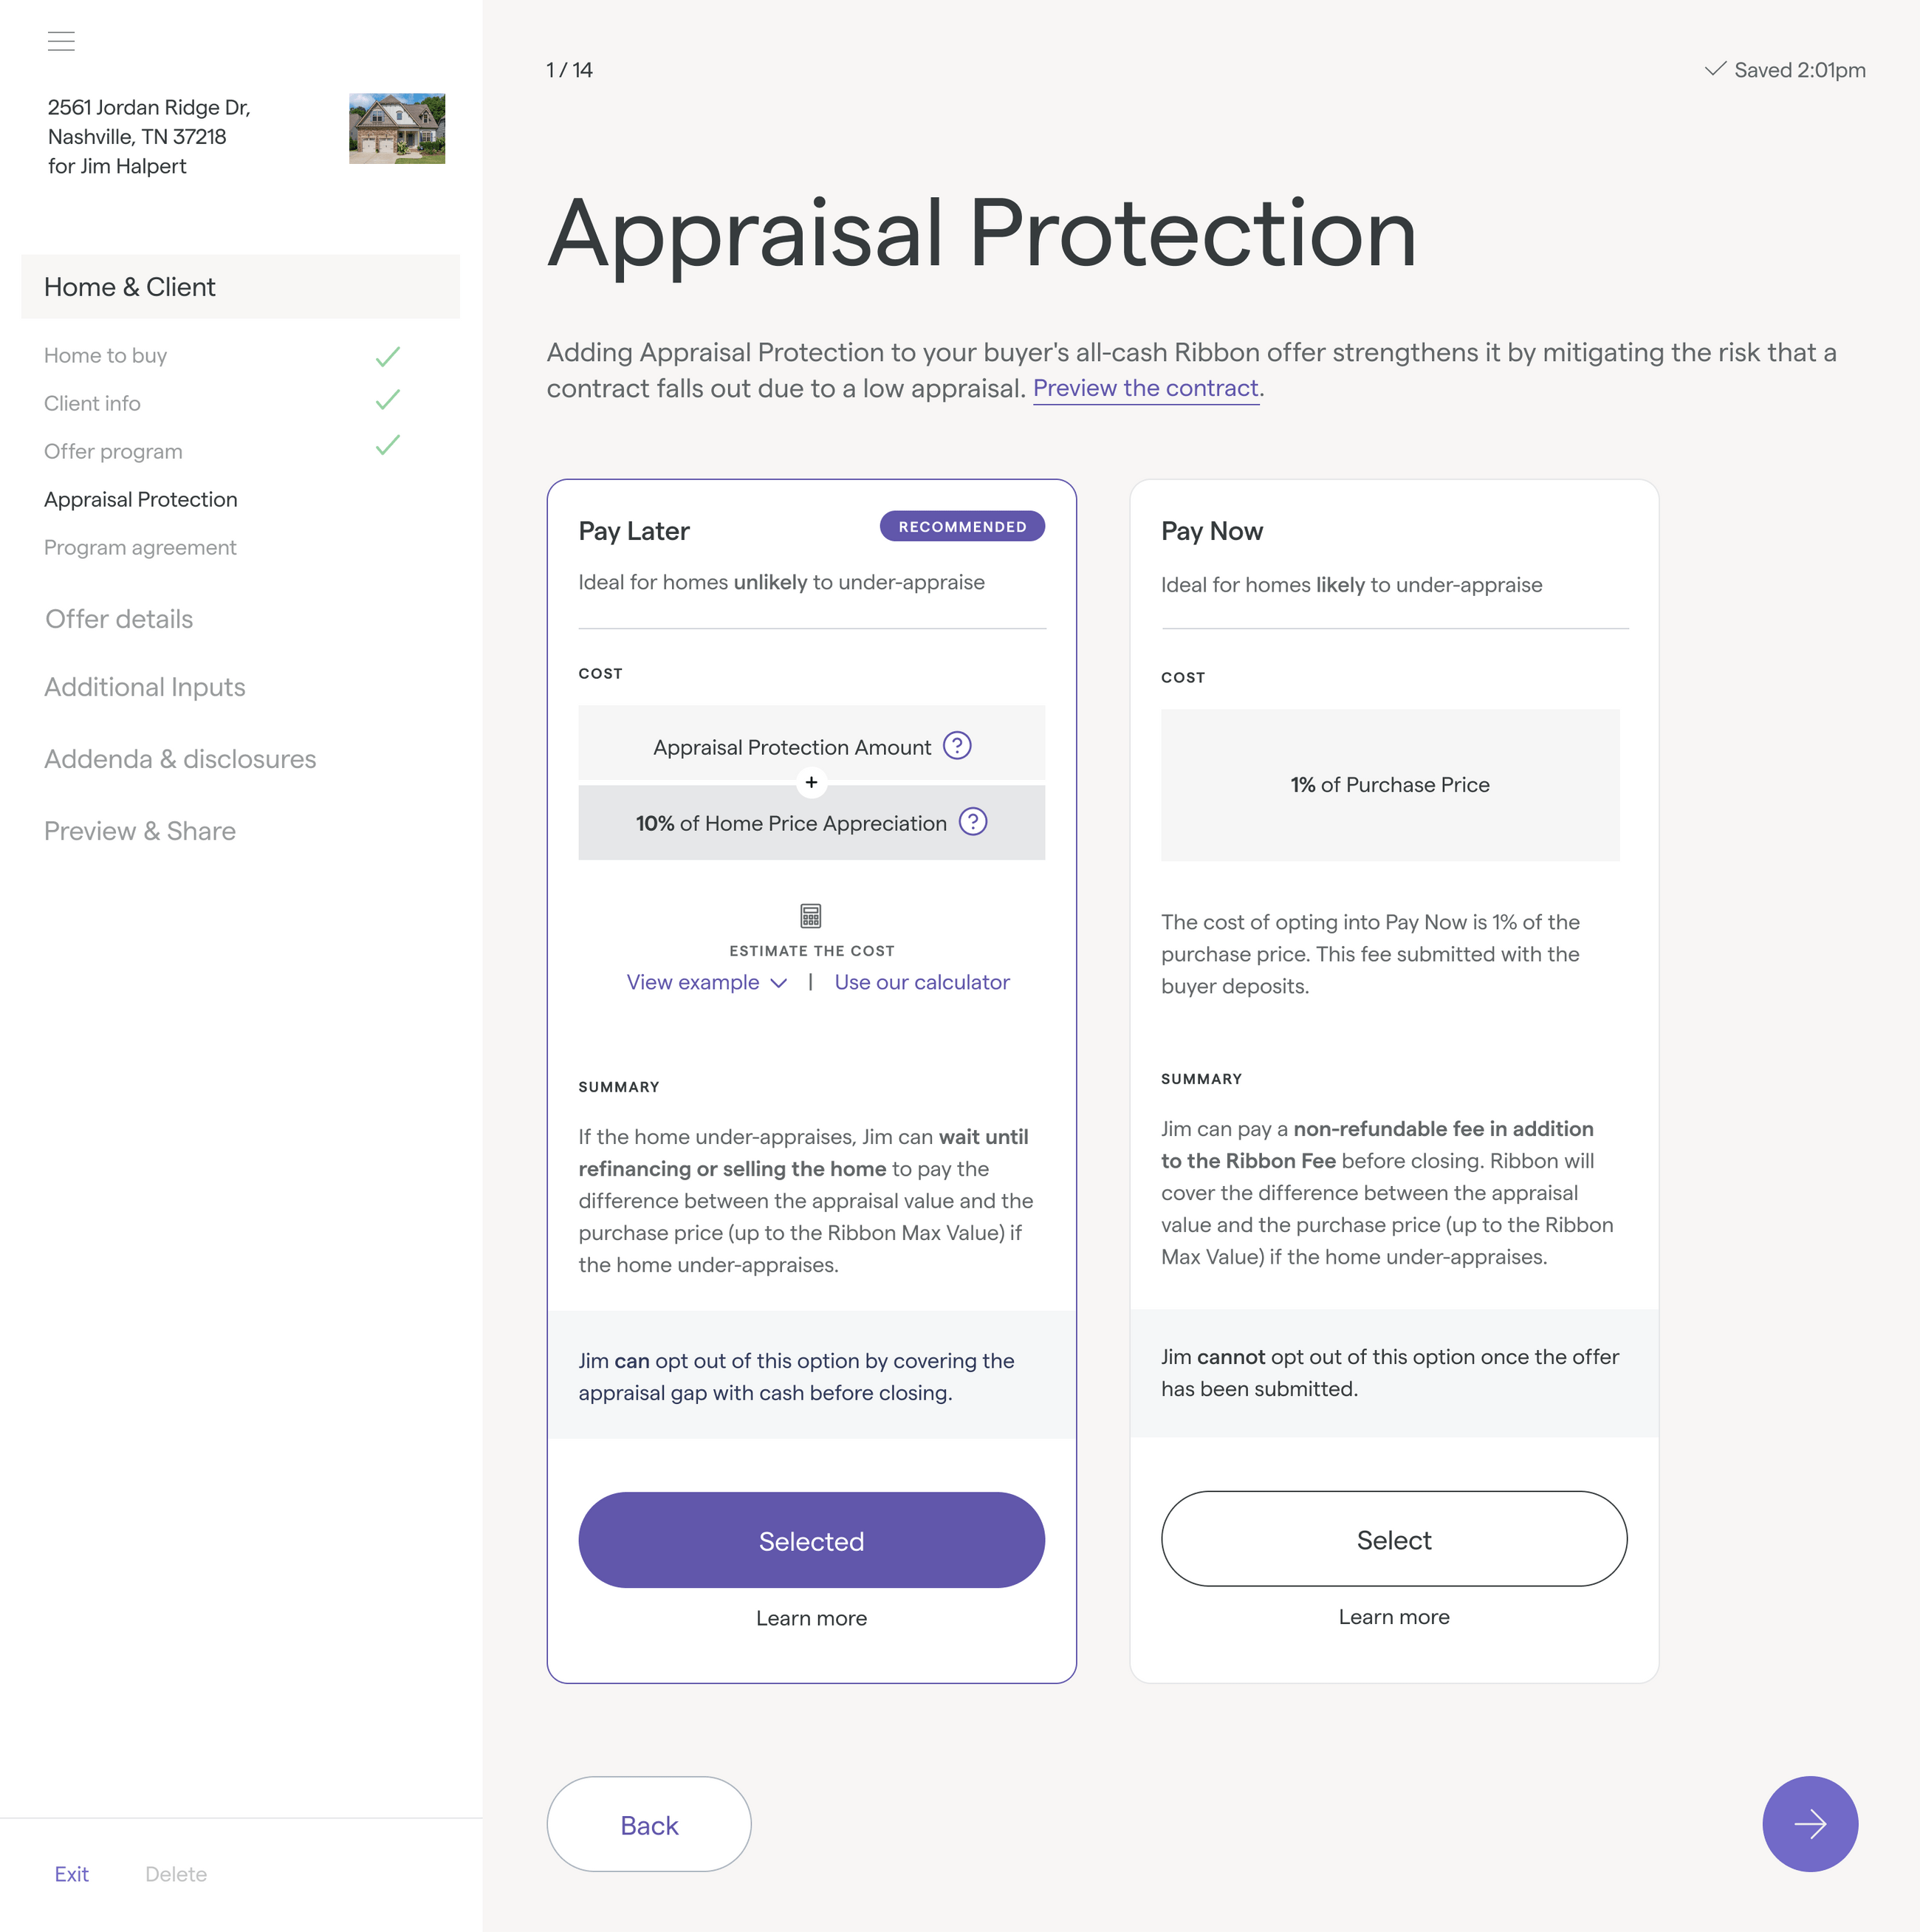 2561 Jordan Ridge Dr,
Nashville, TN 37218
for Jim Halpert
Home & Client
Home to buy
Client info
Offer program
Appraisal Protection
Program agreement
Offer details
Additional Inputs
Addenda & disclosures
Preview & Share
Exit
Delete
1 / 14
Saved 2:01pm
Appraisal Protection
Adding Appraisal Protection to your buyer's all-cash Ribbon offer strengthens it by mitigating the risk that a
contract falls out due to a low appraisal. Preview the contract.
Pay Later
RECOMMENDED
Ideal for homes unlikely to under-appraise
COST
Appraisal Protection Amount ?
+
10% of Home Price Appreciation ?
ESTIMATE THE COST
View example | Use our calculator
SUMMARY
If the home under-appraises, Jim can wait until
refinancing or selling the home to pay the
difference between the appraisal value and the
purchase price (up to the Ribbon Max Value) if
the home under-appraises.
Jim can opt out of this option by covering the
appraisal gap with cash before closing.
Selected
Learn more
Pay Now
Ideal for homes likely to under-appraise
COST
1% of Purchase Price
The cost of opting into Pay Now is 1% of the
purchase price. This fee submitted with the
buyer deposits.
SUMMARY
Jim can pay a non-refundable fee in addition
to the Ribbon Fee before closing. Ribbon will
cover the difference between the appraisal
value and the purchase price (up to the Ribbon
Max Value) if the home under-appraises.
Jim cannot opt out of this option once the offer
has been submitted.
Select
Learn more
Back